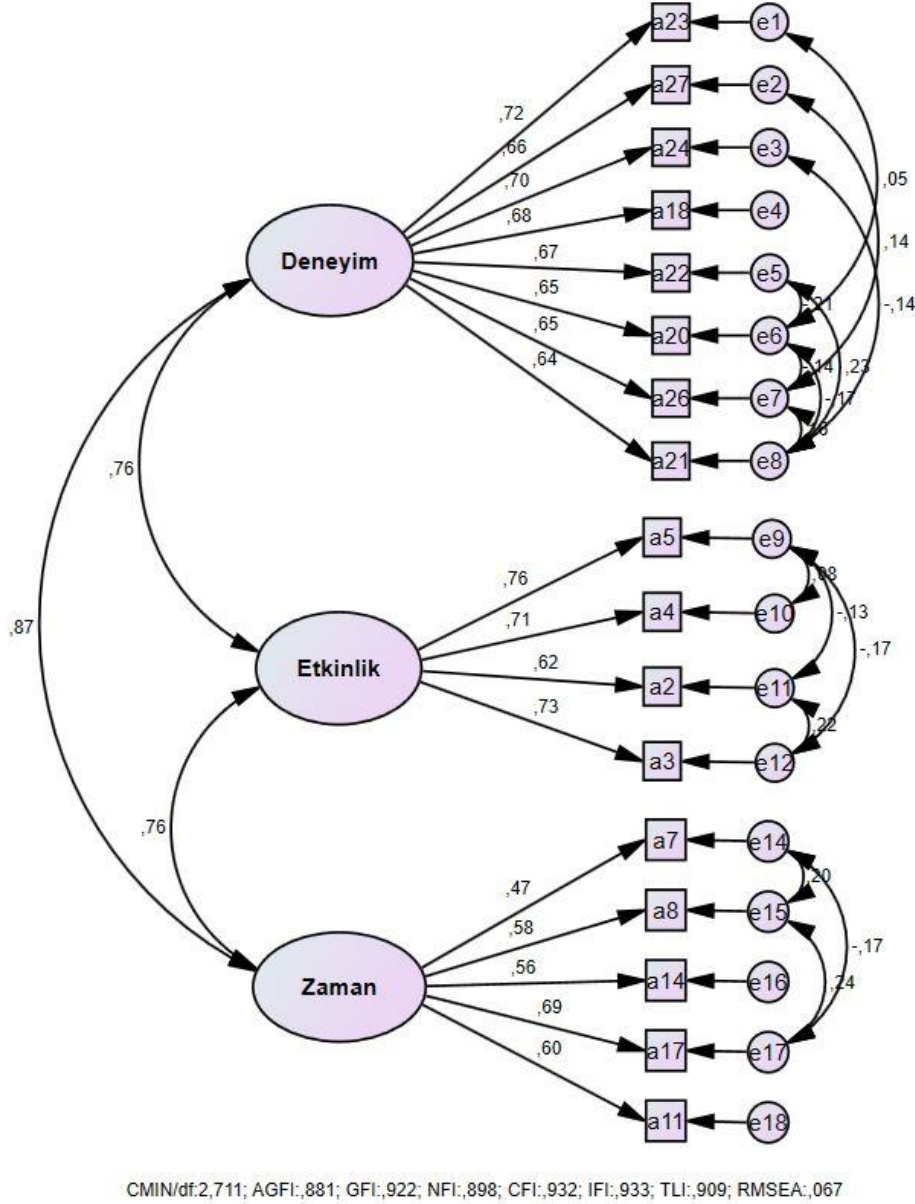 a23 e1
a27 e2
,72
a24 e3
,66
,70
,05
a18 e4
,68
Deneyim
,14
,67
a22 e5
,65
-,21
-,14
a20 e6
,65
,64
-,14
,23
a26 e7
-,17
a21 e8
,76
a5 e9
,76
,08
a4 e10
-,13
,71
,87
-,17
Etkinlik
,62
a2 e11
,73
,22
a3 e12
,76
a7 e14
,20
,47
a8 e15
,58
-,17
,56
a14 e16
,24
Zaman
,69
a17 e17
,60
a11 e18
CMIN/df:2,711; AGFI:,881; GFI:,922; NFI:,898; CFI:,932; IFI:,933; TLI:,909; RMSEA:,067